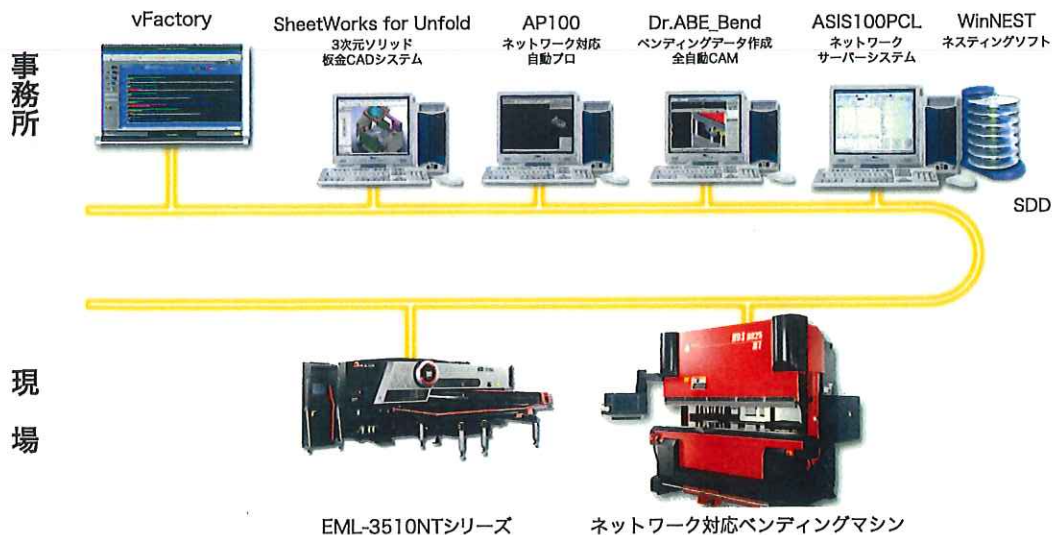 vFactory
SheetWorks for Unfold
3次元ソリッド
板金CADシステム
AP100
ネットワーク対応
自動プロ
Dr.ABE_Bend
ベンディングデータ作成
全自動CAM
ASIS100PCL
ネットワーク
サーバーシステム
WinNEST
ネスティングソフト
事務所
SDD
現場
EML-3510NTシリーズ
ネットワーク対応ベンディングマシン